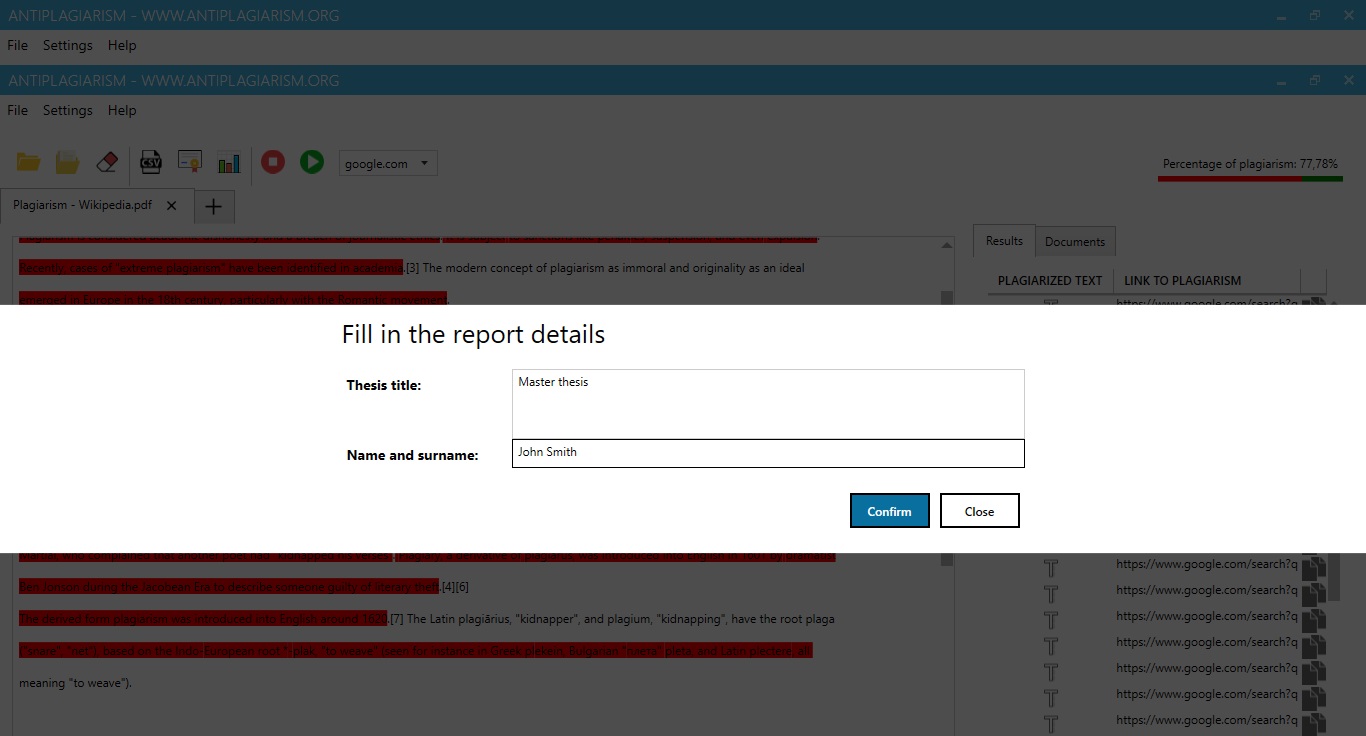 ANTIPLAGIARISM - WWW.ANTIPLAGIARISM.ORG
File Settings Help
ANTIPLAGIARISM - WWW.ANTIPLAGIARISM.ORG
File Settings Help
CSV
google.com
Percentage of plagiarism: 77,78%
Plagiarism - Wikipedia.pdf
Results Documents
Recently, cases of "extreme plagiarism" have been identified in academia.[3] The modern concept of plagiarism as immoral and originality as an ideal
emerged in Europe in the 18th century, particularly with the Romantic movement.
PLAGIARIZED TEXT LINK TO PLAGIARISM
https://www.google.com/search?q
Fill in the report details
Thesis title:
Master thesis
Name and surname:
John Smith
Confirm Close
who complained that another poet had "kidnapped his verses". plagiary, a derivative of plagiarus, was introduced into English in 1601 by dramatist
Ben Jonson during the Jacobean Era to describe someone guilty of literary theft.[4][6]
The derived form plagiarism was introduced into English around 1620.[7] The Latin plagiārius, "kidnapper", and plagium, "kidnapping", have the root plaga
("snare", "net"), based on the Indo-European root *-plak, "to weave" (seen for instance in Greek plekein, Bulgarian pleta, and Latin plectere, all
meaning "to weave").
https://www.google.com/search?q
https://www.google.com/search?q
https://www.google.com/search?q
https://www.google.com/search?q
https://www.google.com/search?q
https://www.google.com/search?q
https://www.google.com/search?q